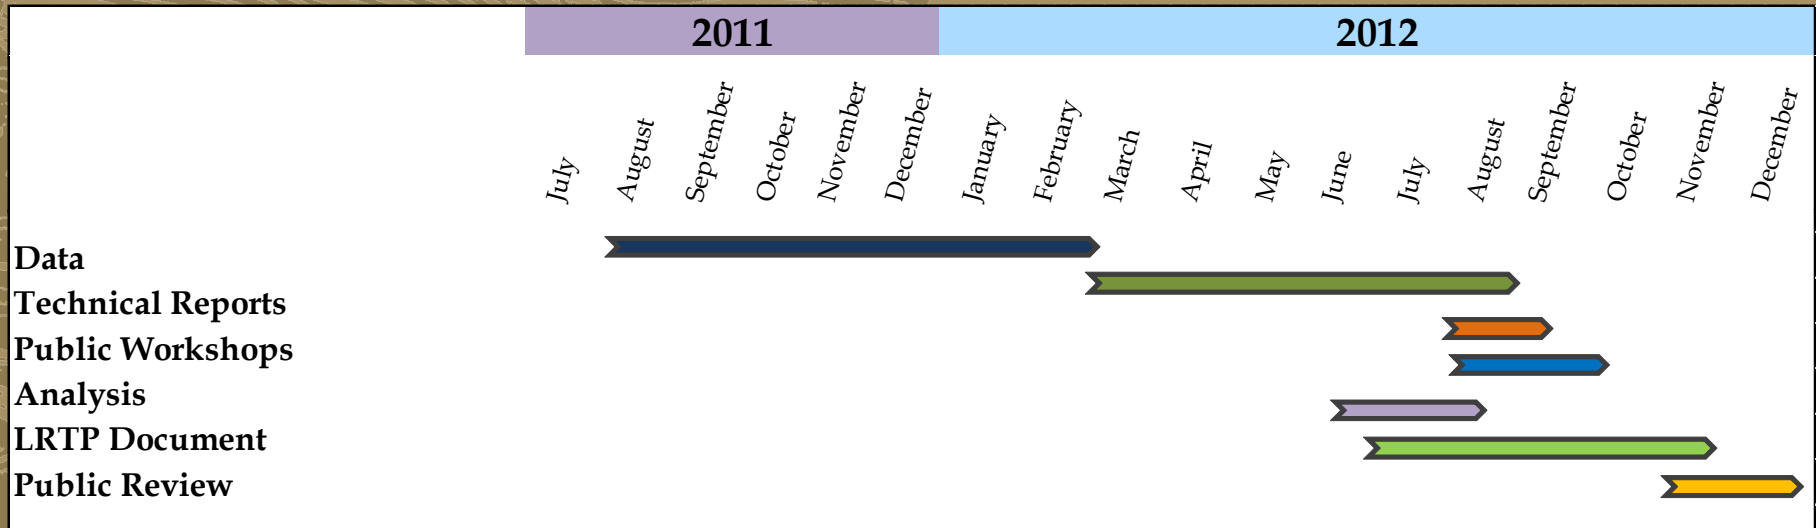 2011 2012
July August September October November December January February March April May June July August September October November December
Data
Technical Reports
Public Workshops
Analysis
LRTP Document
Public Review